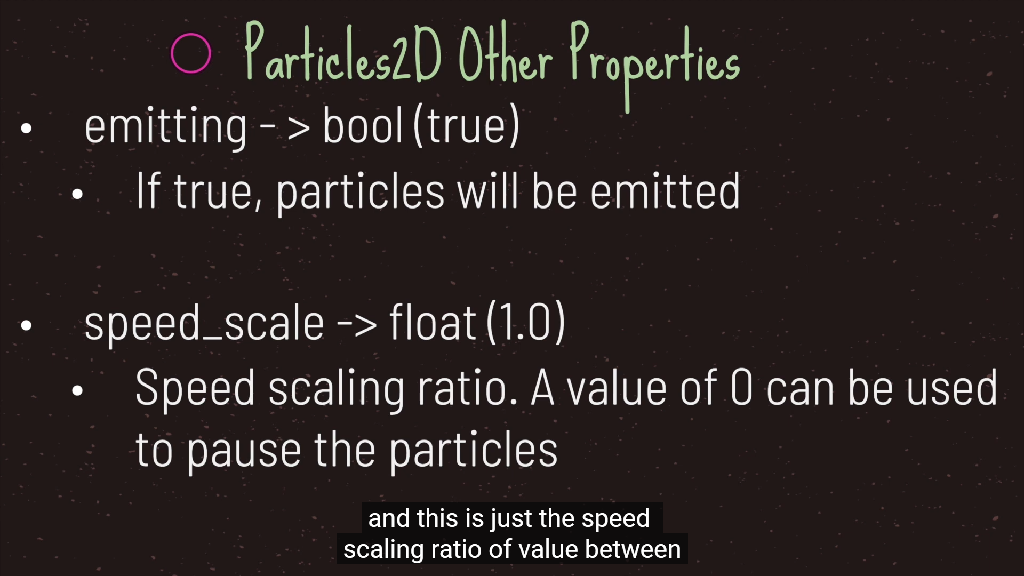 Particles2D Other Properties
• emitting - > bool (true)
• If true, particles will be emitted
• speed_scale -> float (1.0)
• Speed scaling ratio. A value of 0 can be used
to pause the particles
and this is just the speed
scaling ratio of value between